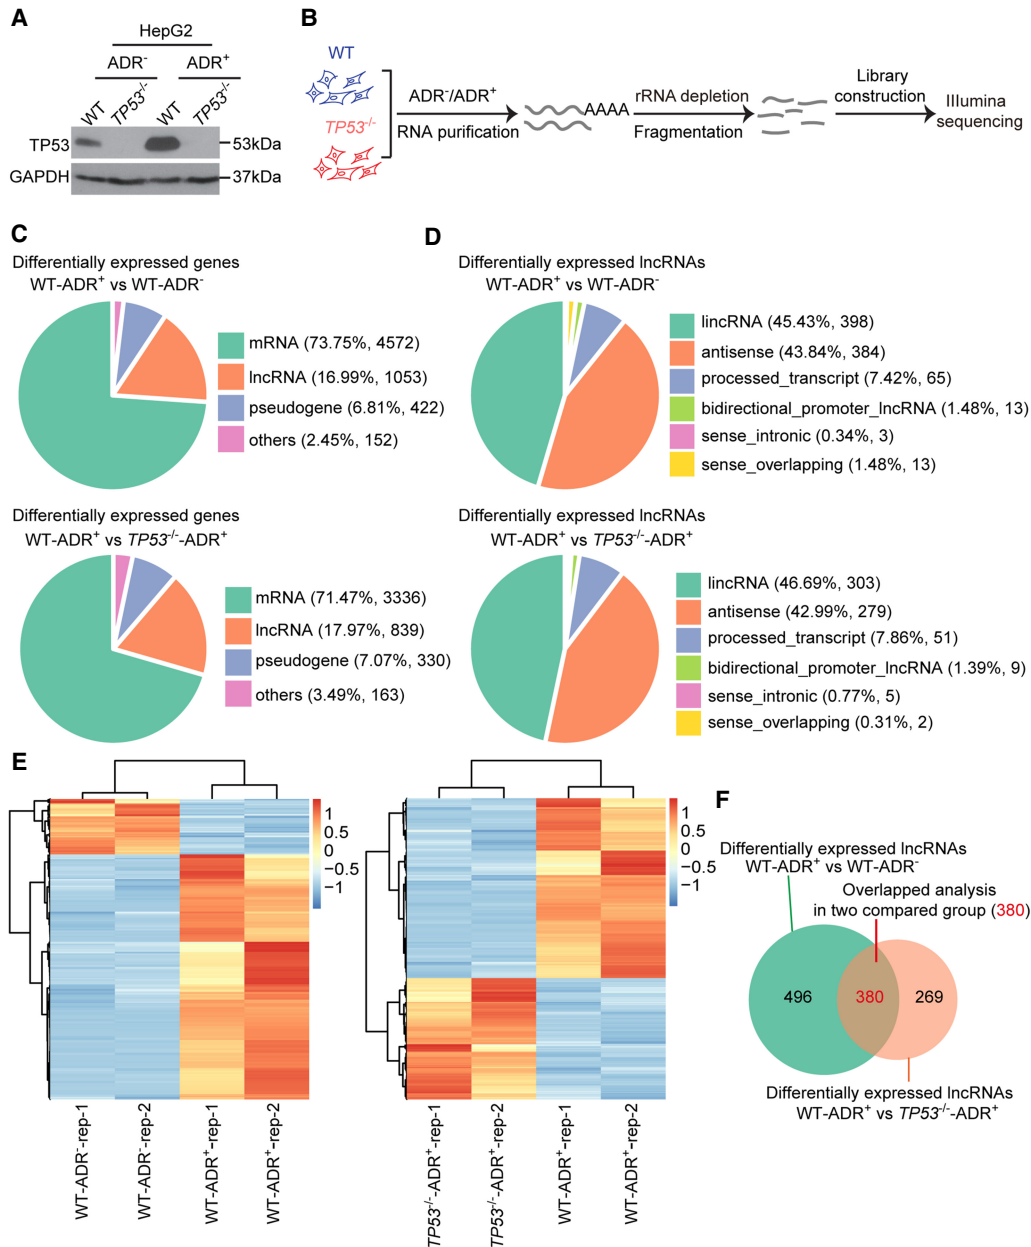 A
HepG2
ADR⁻ ADR⁺
WT TP53⁻/⁻ WT TP53⁻/⁻
TP53 53kDa
GAPDH 37kDa
B
WT
TP53⁻/⁻
ADR⁻/ADR⁺
RNA purification
AAAA
rRNA depletion
Fragmentation
Library
construction
Illumina
sequencing
C
Differentially expressed genes
WT-ADR⁺ vs WT-ADR⁻
mRNA (73.75%, 4572)
lncRNA (16.99%, 1053)
pseudogene (6.81%, 422)
others (2.45%, 152)
Differentially expressed genes
WT-ADR⁺ vs TP53⁻/⁻-ADR⁺
mRNA (71.47%, 3336)
lncRNA (17.97%, 839)
pseudogene (7.07%, 330)
others (3.49%, 163)
D
Differentially expressed lncRNAs
WT-ADR⁺ vs WT-ADR⁻
lincRNA (45.43%, 398)
antisense (43.84%, 384)
processed_transcript (7.42%, 65)
bidirectional_promoter_lncRNA (1.48%, 13)
sense_intronic (0.34%, 3)
sense_overlapping (1.48%, 13)
Differentially expressed lncRNAs
WT-ADR⁺ vs TP53⁻/⁻-ADR⁺
lincRNA (46.69%, 303)
antisense (42.99%, 279)
processed_transcript (7.86%, 51)
bidirectional_promoter_lncRNA (1.39%, 9)
sense_intronic (0.77%, 5)
sense_overlapping (0.31%, 2)
E
1
0.5
0
−0.5
−1
WT-ADR⁻-rep-1
WT-ADR⁻-rep-2
WT-ADR⁺-rep-1
WT-ADR⁺-rep-2
1
0.5
0
−0.5
−1
TP53⁻/⁻-ADR⁺-rep-1
TP53⁻/⁻-ADR⁺-rep-2
WT-ADR⁺-rep-1
WT-ADR⁺-rep-2
F
Differentially expressed lncRNAs
WT-ADR⁺ vs WT-ADR⁻
Overlapped analysis
in two compared group (380)
496 380 269
Differentially expressed lncRNAs
WT-ADR⁺ vs TP53⁻/⁻-ADR⁺